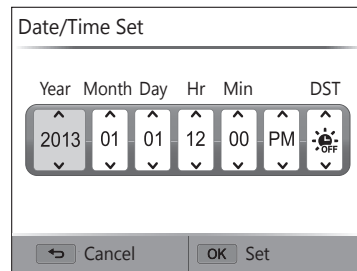 Date/Time Set
Year Month Day Hr Min DST
2013 01 01 12 00 PM OFF
Cancel OK Set